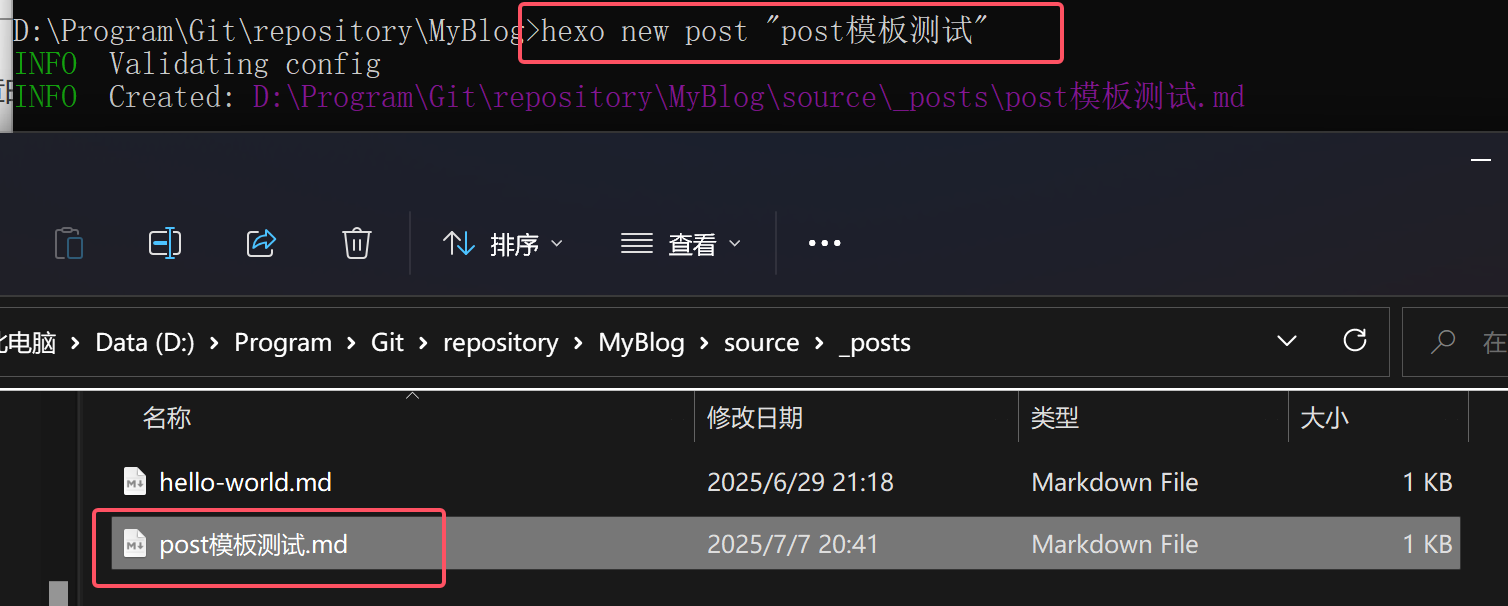 D:\Program\Git\repository\MyBlog>hexo new post "post模板测试"
INFO  Validating config
INFO  Created: D:\Program\Git\repository\MyBlog\source\_posts\post模板测试.md
排序 查看
电脑 > Data (D:) > Program > Git > repository > MyBlog > source > _posts 在
名称 修改日期 类型 大小
hello-world.md 2025/6/29 21:18 Markdown File 1 KB
post模板测试.md 2025/7/7 20:41 Markdown File 1 KB